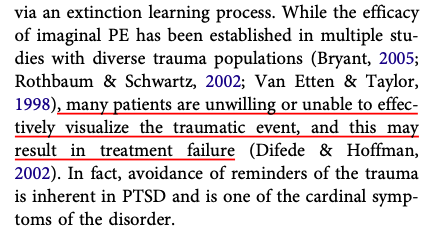 via an extinction learning process. While the efficacy
of imaginal PE has been established in multiple stu-
dies with diverse trauma populations (Bryant, 2005;
Rothbaum & Schwartz, 2002; Van Etten & Taylor,
1998), many patients are unwilling or unable to effec-
tively visualize the traumatic event, and this may
result in treatment failure (Difede & Hoffman,
2002). In fact, avoidance of reminders of the trauma
is inherent in PTSD and is one of the cardinal symp-
toms of the disorder.